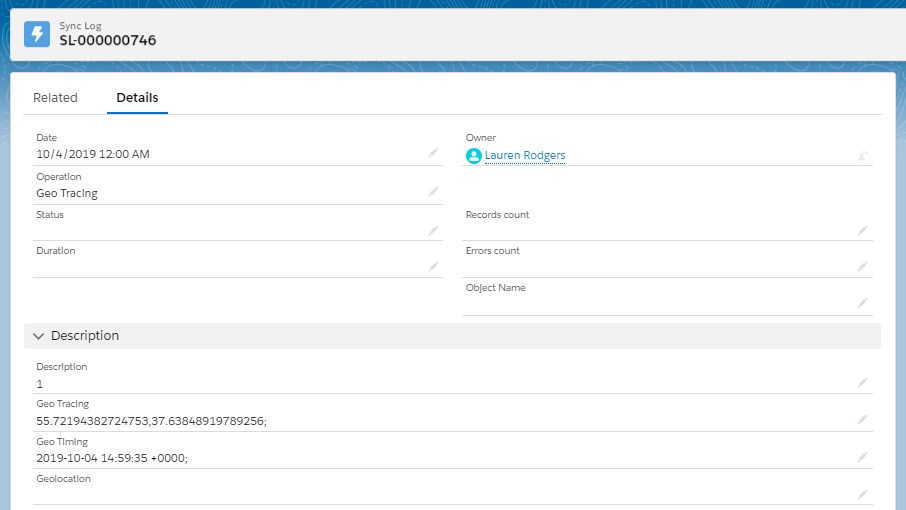 Sync Log
SL-000000746
Related
Details
Date
10/4/2019 12:00 AM
Owner
Lauren Rodgers
Operation
Geo Tracing
Status
Records count
Duration
Errors count
Object Name
Description
Description
1
Geo Tracing
55.72194382724753,37.63848919789256;
Geo Timing
2019-10-04 14:59:35 +0000;
Geolocation